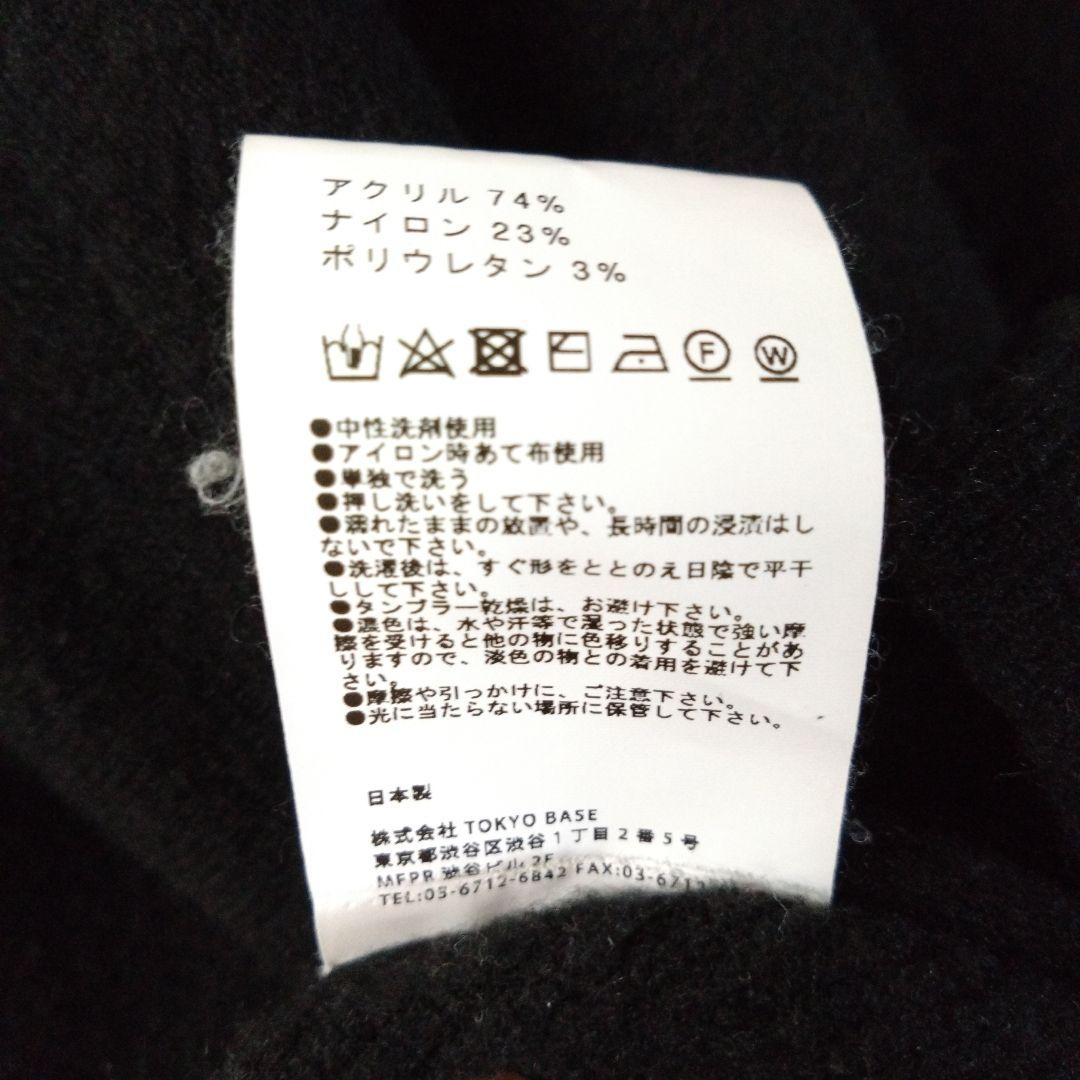 アクリル 74%
ナイロン 23%
ポリウレタン 3%
F
W
●中性洗剤使用
●アイロン時あて布使用
●単独で洗う
●押し洗いをして下さい。
●濡れたままの放置や、長時間の浸漬はし
ないで下さい。
●洗濯後は、すぐ形をととのえ日陰で平干
しして下さい。
●タンブラー乾燥は、お避け下さい。
●濃色は、水や汗等で湿った状態で強い摩
擦を受けると他の物に色移りすることがあ
りますので、淡色の物との着用を避けて下
さい。
●摩擦や引っかけに、ご注意下さい。
●光に当たらない場所に保管して下さい。
日本製
株式会社 TOKYO BASE
東京都渋谷区渋谷1丁目2番5号
MFPR 渋谷ビル 2F
TEL:03-6712-6842 FAX:03-671